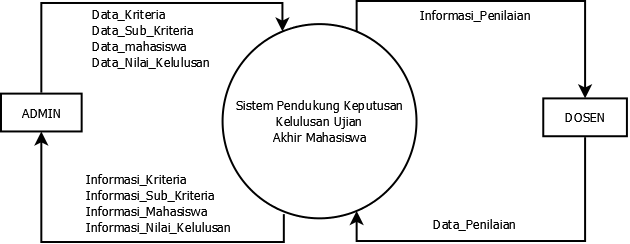 Data_Kriteria
Data_Sub_Kriteria
Data_mahasiswa
Data_Nilai_Kelulusan
Informasi_Penilaian
ADMIN
Sistem Pendukung Keputusan
Kelulusan Ujian
Akhir Mahasiswa
DOSEN
Informasi_Kriteria
Informasi_Sub_Kriteria
Informasi_Mahasiswa
Informasi_Nilai_Kelulusan
Data_Penilaian